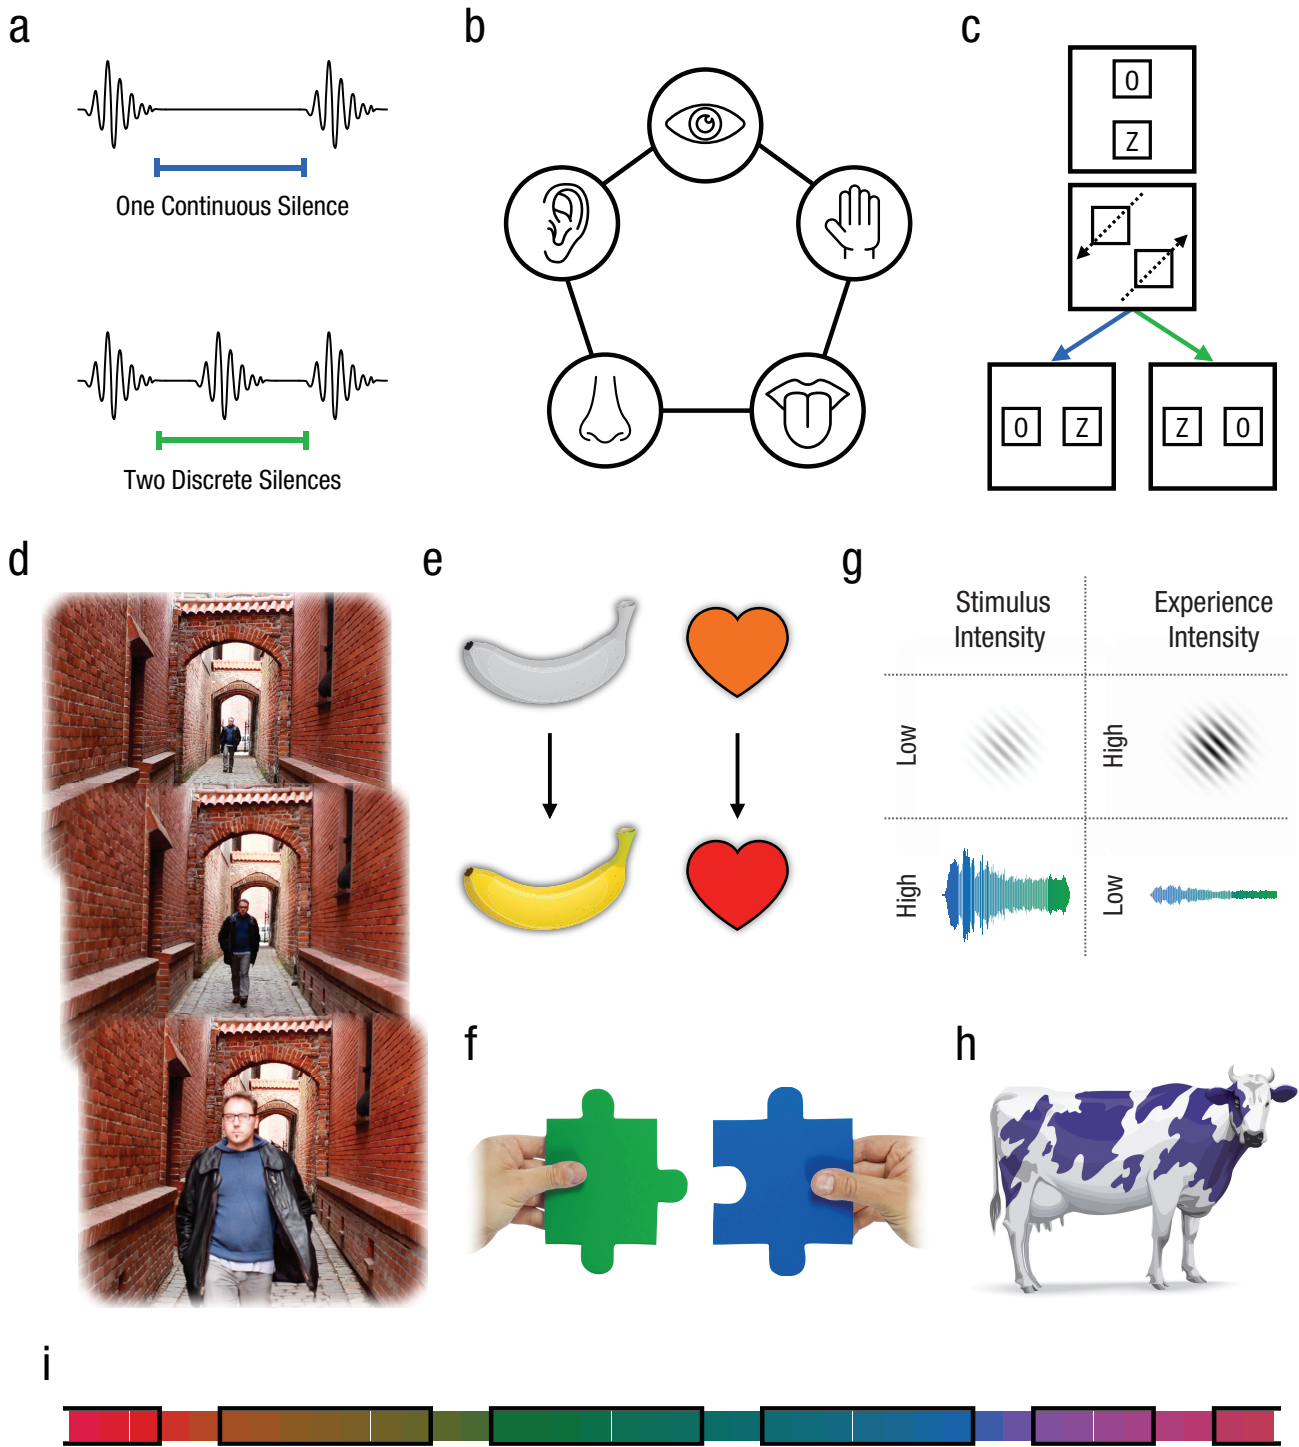 a
One Continuous Silence
Two Discrete Silences
b
c
O
Z
O Z
Z O
d
e
g
Stimulus
Intensity
Experience
Intensity
Low
High
High
Low
f
h
i